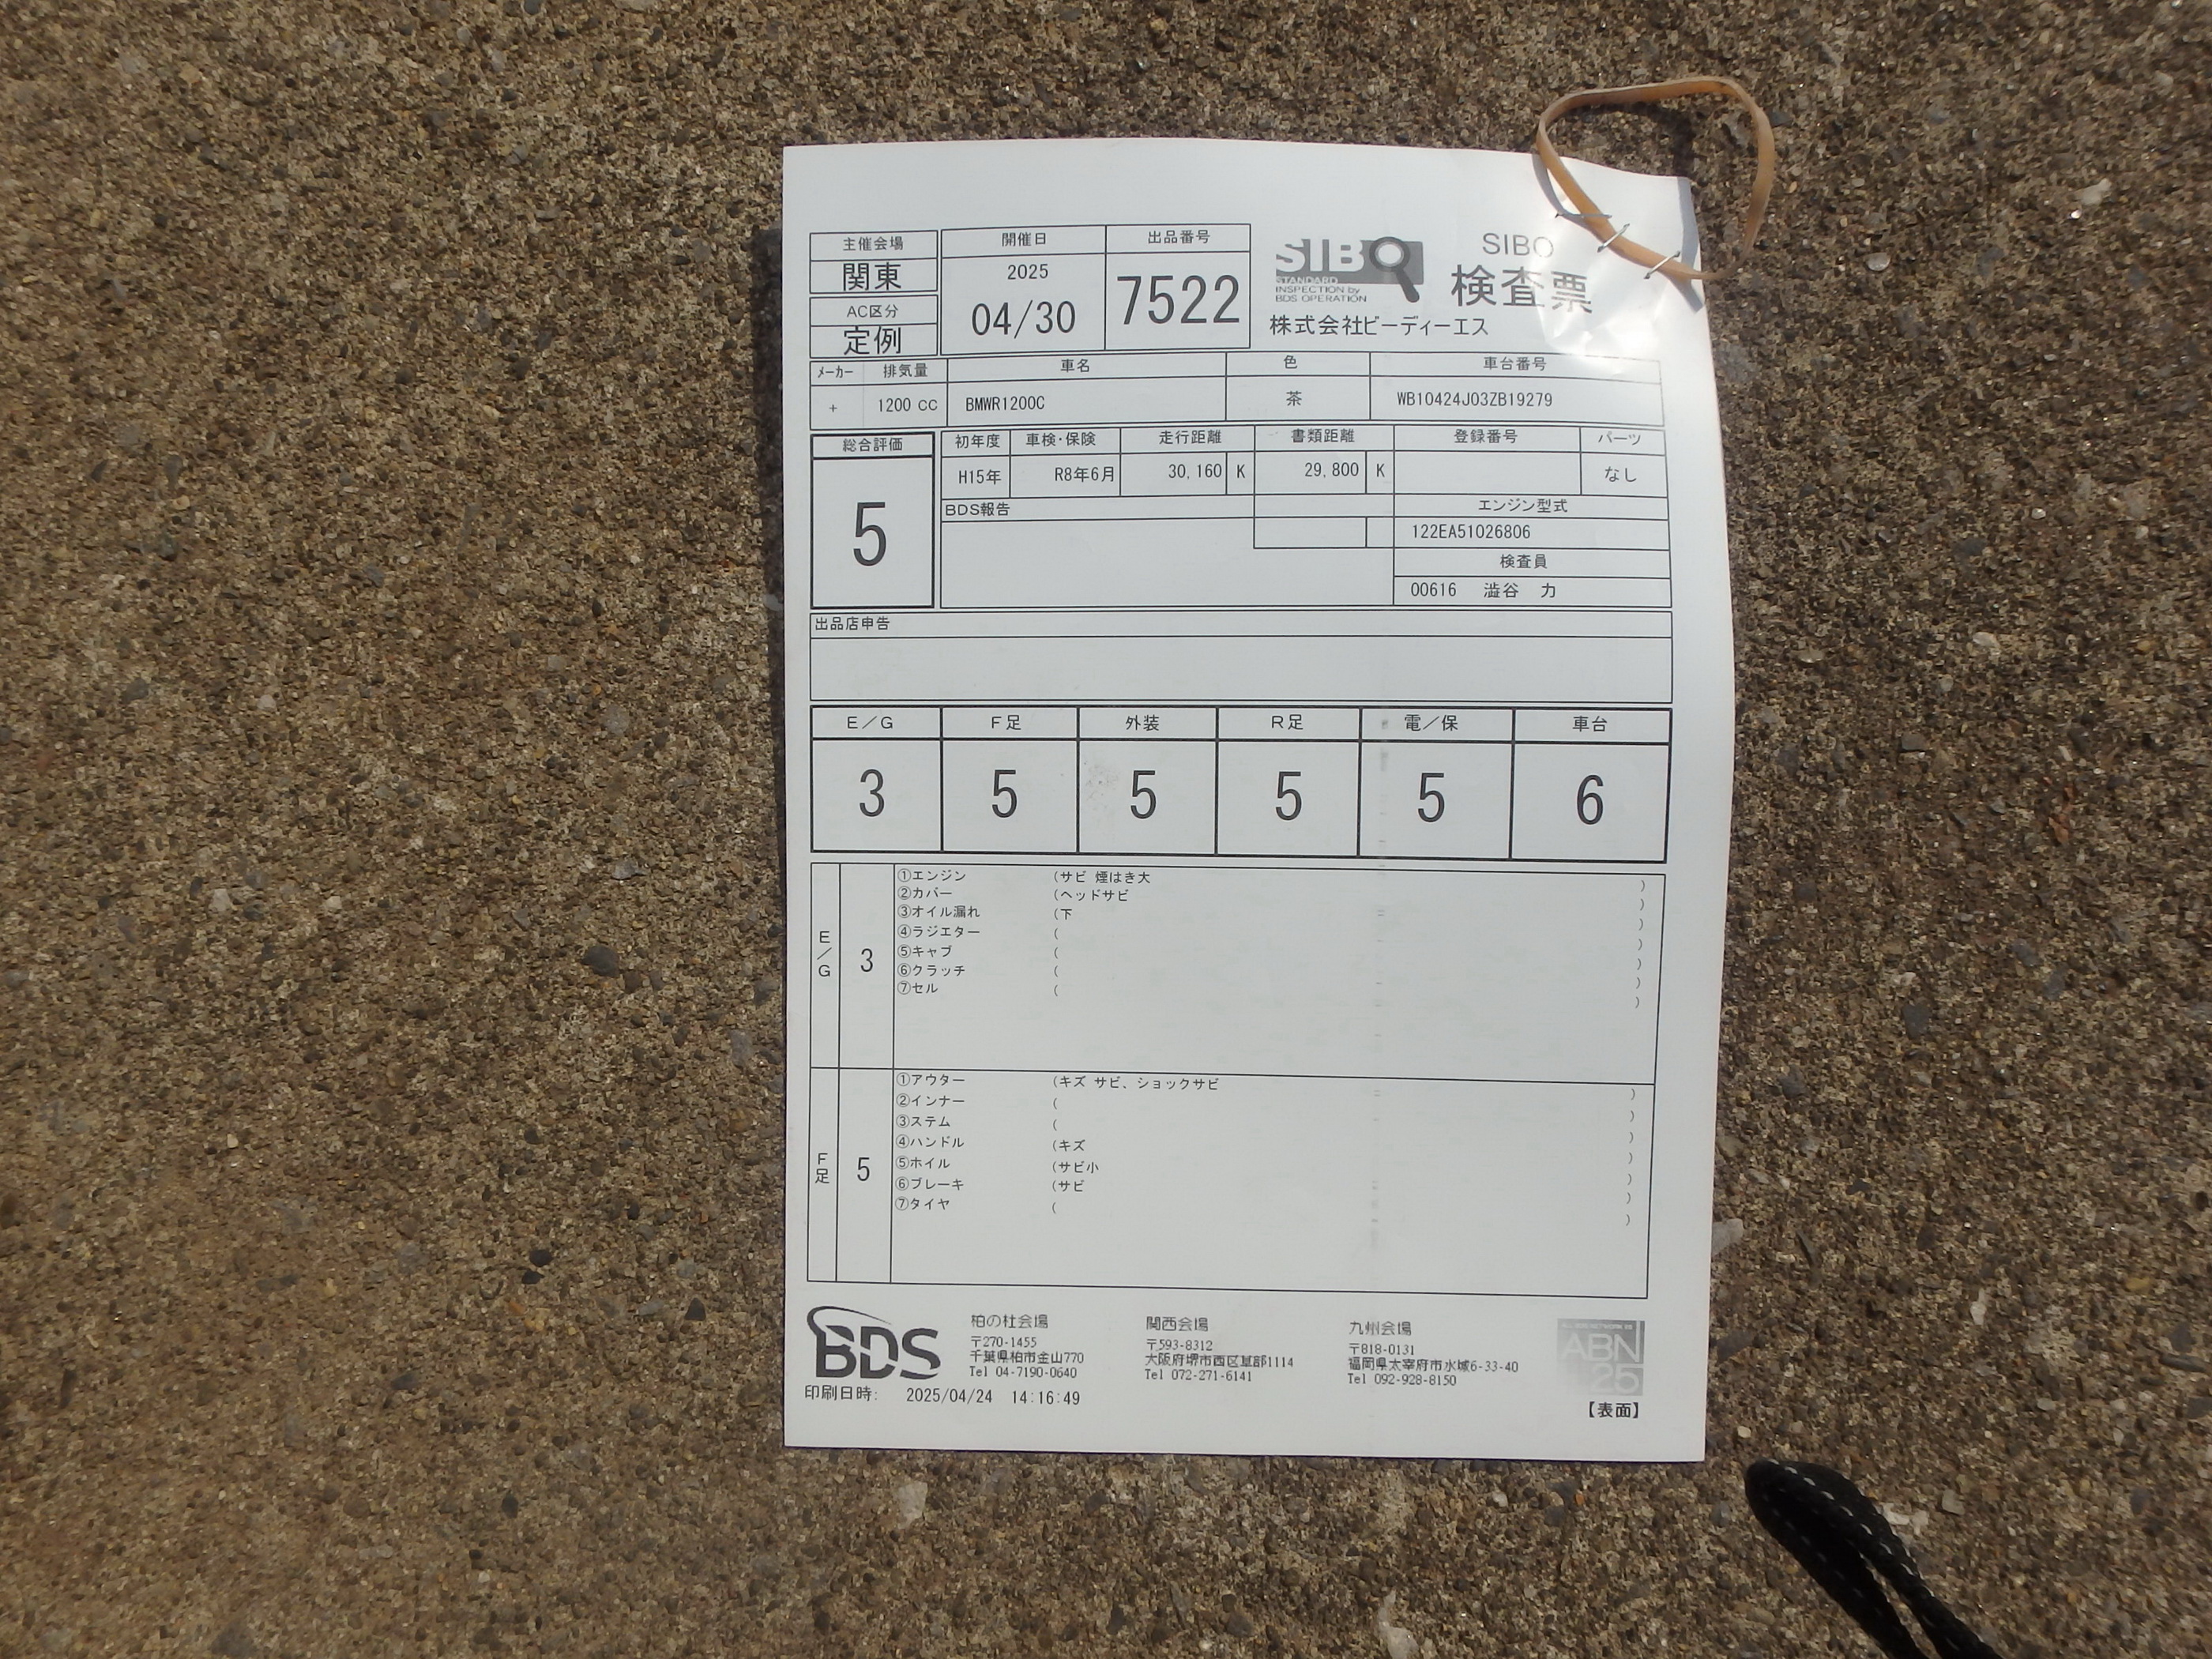 主催会場 開催日 出品番号
関東 2025
04/30 7522
AC区分
定例
SIBO
STANDARD
INSPECTION by
BDS OPERATION
SIBO
検査票
株式会社ビーディーエス
メーカー 排気量 車名 色 車台番号
+ 1200 CC BMWR1200C 茶 WB10424J03ZB19279
総合評価 初年度 車検・保険 走行距離 書類距離 登録番号 パーツ
5 H15年 R8年6月 30,160 K 29,800 K なし
BDS報告 エンジン型式
122EA51026806
検査員
00616 澁谷 力
出品店申告
E/G F足 外装 R足 電/保 車台
3 5 5 5 5 6
E/G 3
①エンジン (サビ 煙はき大 )
②カバー (ヘッドサビ )
③オイル漏れ (下 )
④ラジエター ( )
⑤キャブ ( )
⑥クラッチ ( )
⑦セル ( )
F足 5
①アウター (キズ サビ、ショックサビ )
②インナー ( )
③ステム ( )
④ハンドル (キズ )
⑤ホイル (サビ小 )
⑥ブレーキ (サビ )
⑦タイヤ ( )
BDS
柏の杜会場
〒270-1455
千葉県柏市金山770
Tel 04-7190-0640
関西会場
〒593-8312
大阪府堺市西区草部1114
Tel 072-271-6141
九州会場
〒818-0131
福岡県太宰府市水城6-33-40
Tel 092-928-8150
ABN
25
印刷日時: 2025/04/24 14:16:49
【表面】